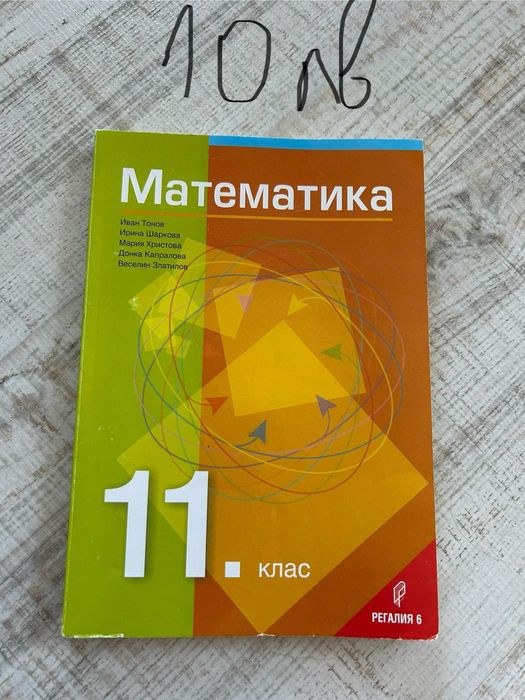 10 лв
Математика
Иван Тонов
Ирина Шаркова
Мария Христова
Донка Капралова
Веселин Златилов
11. клас
РЕГАЛИЯ 6